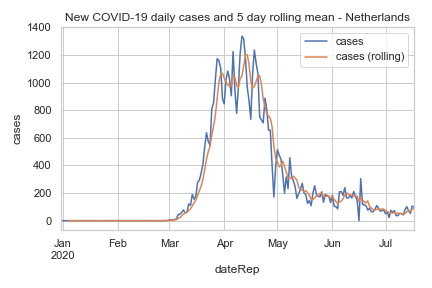 New COVID-19 daily cases and 5 day rolling mean - Netherlands
1400
1200
1000
800
600
400
200
0
cases
cases
cases (rolling)
Jan
2020
Feb
Mar
Apr
May
Jun
Jul
dateRep